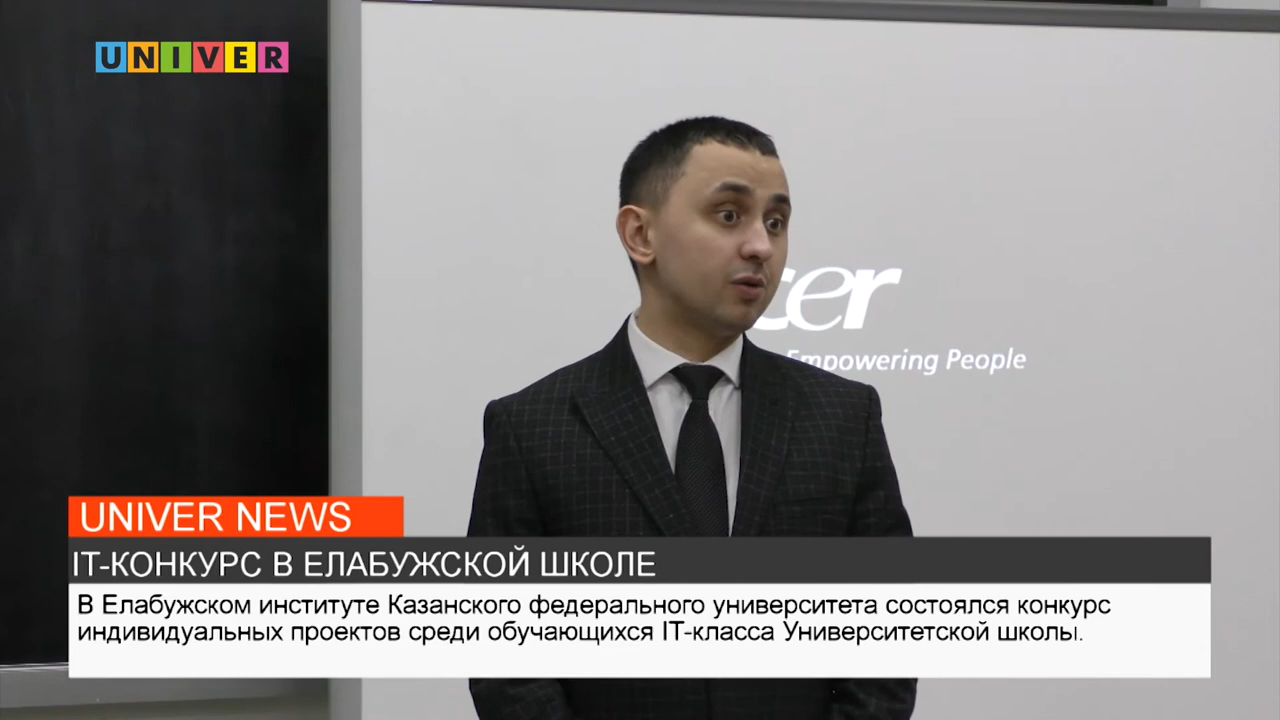 UNIVER
cer
Empowering People
UNIVER NEWS
IT-КОНКУРС В ЕЛАБУЖСКОЙ ШКОЛЕ
В Елабужском институте Казанского федерального университета состоялся конкурс
индивидуальных проектов среди обучающихся IT-класса Университетской школы.